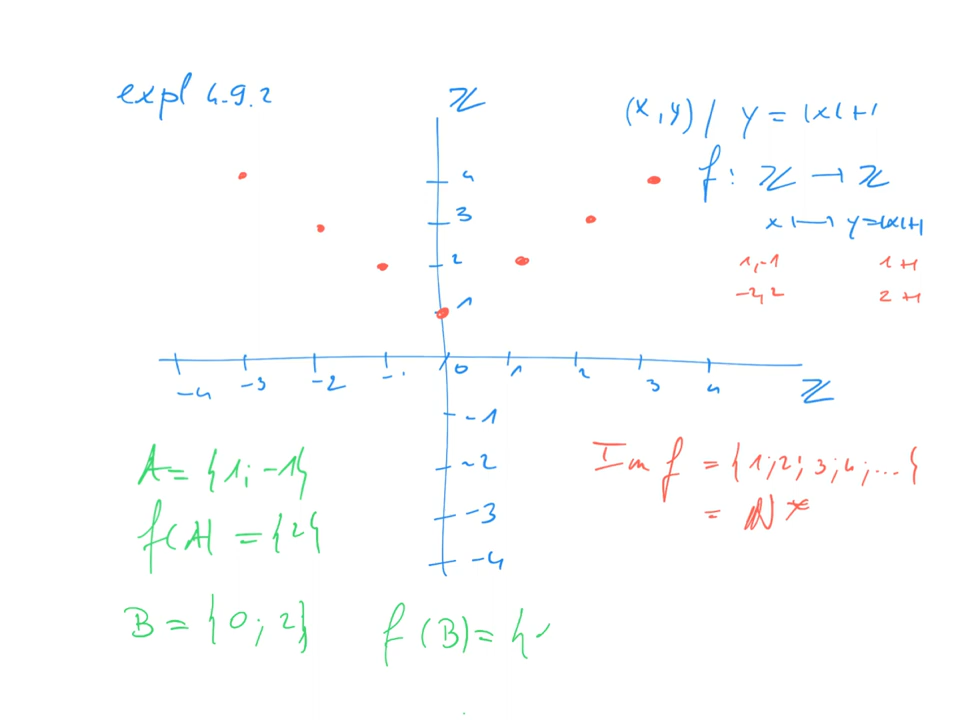 expl 4.9.2
ℤ
(x,y) / y = |x|+1
f : ℤ → ℤ
x ⟼ y=|x|+1
1,-1 1+1
-2,2 2+1
4
3
2
1
-4 -3 -2 -1 0 1 2 3 4
ℤ
-1
-2
-3
-4
A = {1; -1}
f(A) = {2}
Im f = {1;2;3;4;...}
= ℕ*
B = {0; 2} f(B) = {